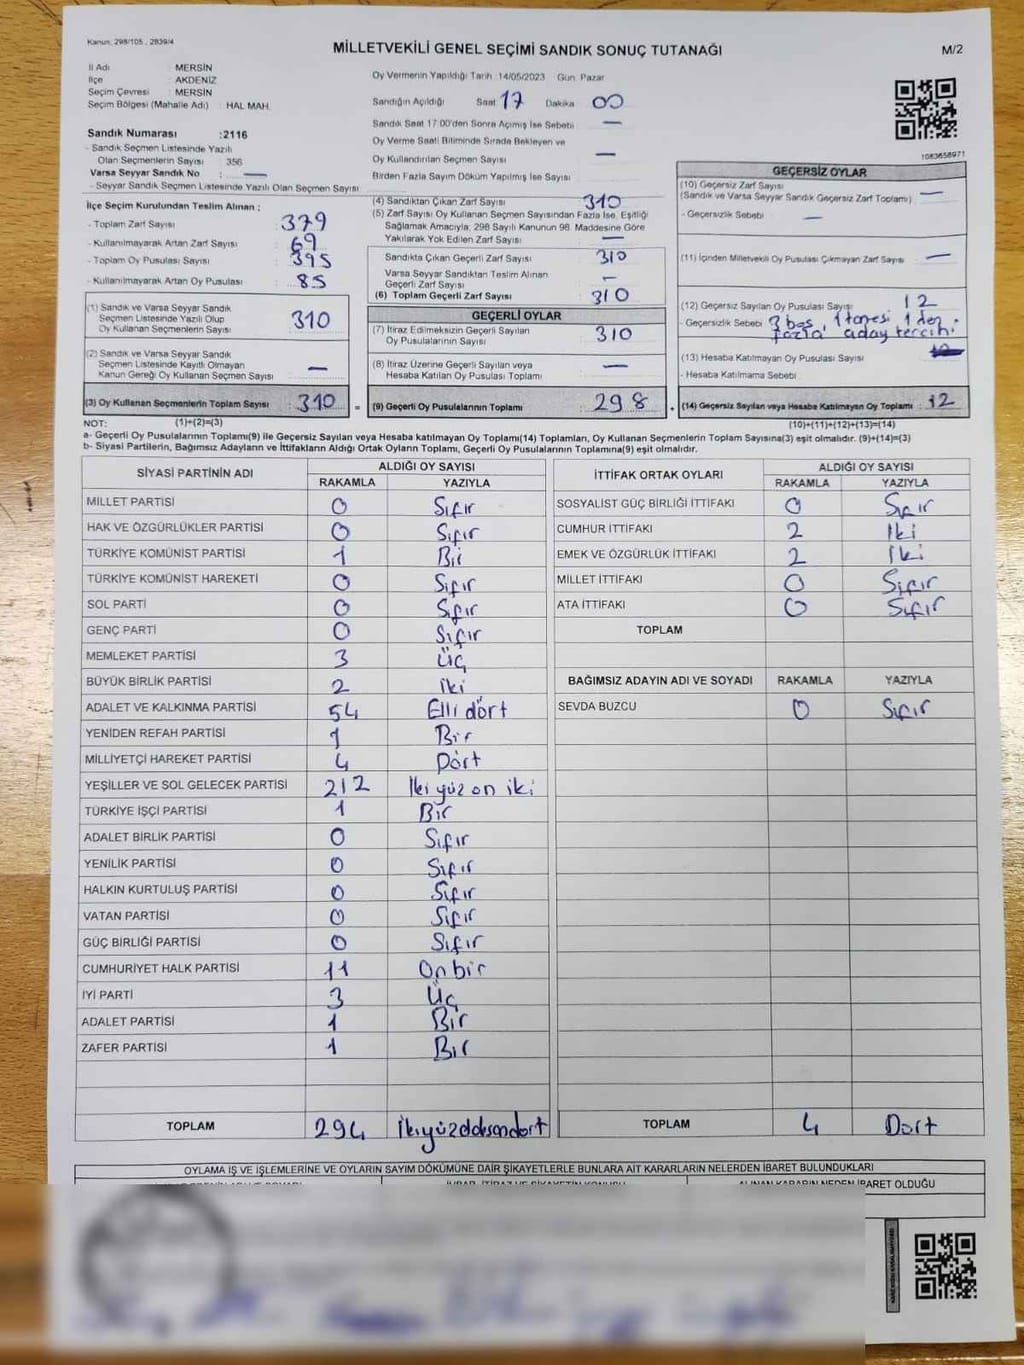 Kanun: 298/105 , 2839/4
MİLLETVEKİLİ GENEL SEÇİMİ SANDIK SONUÇ TUTANAĞI
M/2
İl Adı : MERSİN
İlçe : AKDENİZ
Seçim Çevresi : MERSİN
Seçim Bölgesi (Mahalle Adı) : HAL MAH.
Sandık Numarası :2116
- Sandık Seçmen Listesinde Yazılı
Olan Seçmenlerin Sayısı : 356
Varsa Seyyar Sandık No : —
- Seyyar Sandık Seçmen Listesinde Yazılı Olan Seçmen Sayısı :
Oy Vermenin Yapıldığı Tarih :14/05/2023 Gün: Pazar
Sandığın Açıldığı Saat 17 Dakika 00
Sandık Saat 17:00'den Sonra Açımış İse Sebebi : —
Oy Verme Saati Bitiminde Sırada Bekleyen ve
Oy Kullandırılan Seçmen Sayısı : —
Birden Fazla Sayım Döküm Yapılmış İse Sayısı :
1083658971
İlçe Seçim Kurulundan Teslim Alınan ;
- Toplam Zarf Sayısı : 379
- Kullanılmayarak Artan Zarf Sayısı : 69
- Toplam Oy Pusulası Sayısı : 395
- Kullanılmayarak Artan Oy Pusulası : 85
(1) Sandık ve Varsa Seyyar Sandık
Seçmen Listesinde Yazılı Olup
Oy Kullanan Seçmenlerin Sayısı : 310
(2) Sandık ve Varsa Seyyar Sandık
Seçmen Listesinde Kayıtlı Olmayan
Kanun Gereği Oy Kullanan Seçmen Sayısı : —
(3) Oy Kullanan Seçmenlerin Toplam Sayısı : 310
(4) Sandıktan Çıkan Zarf Sayısı : 310
(5) Zarf Sayısı Oy Kullanan Seçmen Sayısından Fazla İse, Eşitliği
Sağlamak Amacıyla; 298 Sayılı Kanunun 98. Maddesine Göre
Yakılarak Yok Edilen Zarf Sayısı : —
Sandıkta Çıkan Geçerli Zarf Sayısı : 310
Varsa Seyyar Sandıktan Teslim Alınan
Geçerli Zarf Sayısı : —
(6) Toplam Geçerli Zarf Sayısı : 310
GEÇERLİ OYLAR
(7) İtiraz Edilmeksizin Geçerli Sayılan
Oy Pusulalarının Sayısı : 310
(8) İtiraz Üzerine Geçerli Sayılan veya
Hesaba Katılan Oy Pusulası Toplamı : —
= (9) Geçerli Oy Pusulalarının Toplamı : 298
GEÇERSİZ OYLAR
(10) Geçersiz Zarf Sayısı
(Sandık ve Varsa Seyyar Sandık Geçersiz Zarf Toplamı) : —
- Geçersizlik Sebebi : —
(11) İçinden Milletvekili Oy Pusulası Çıkmayan Zarf Sayısı : —
(12) Geçersiz Sayılan Oy Pusulası Sayısı : 12
- Geçersizlik Sebebi : 3 boş, 1 tanesi 1 den
fazla aday tercihi.
(13) Hesaba Katılmayan Oy Pusulası Sayısı :
- Hesaba Katılmama Sebebi :
+ (14) Geçersiz Sayılan veya Hesaba Katılmayan Oy Toplamı : 12
NOT: (1)+(2)=(3)
(10)+(11)+(12)+(13)=(14)
a- Geçerli Oy Pusulaları Toplamı(9) ile Geçersiz Sayılan veya Hesaba katılmayan Oy Toplamı(14) Toplamları, Oy Kullanan Seçmenlerin Toplam Sayısına(3) eşit olmalıdır. (9)+(14)=(3)
b- Siyasi Partilerin, Bağımsız Adayların ve İttifakların Aldığı Ortak Oyların Toplamı, Geçerli Oy Pusulalarının Toplamına(9) eşit olmalıdır.
SİYASİ PARTİNİN ADI ALDIĞI OY SAYISI
RAKAMLA YAZIYLA
MİLLET PARTİSİ 0 Sıfır
HAK VE ÖZGÜRLÜKLER PARTİSİ 0 Sıfır
TÜRKİYE KOMÜNİST PARTİSİ 1 Bir
TÜRKİYE KOMÜNİST HAREKETİ 0 Sıfır
SOL PARTİ 0 Sıfır
GENÇ PARTİ 0 Sıfır
MEMLEKET PARTİSİ 3 Üç
BÜYÜK BİRLİK PARTİSİ 2 iki
ADALET VE KALKINMA PARTİSİ 54 Elli dört
YENİDEN REFAH PARTİSİ 1 Bir
MİLLİYETÇİ HAREKET PARTİSİ 4 Dört
YEŞİLLER VE SOL GELECEK PARTİSİ 212 İki yüz on iki
TÜRKİYE İŞÇİ PARTİSİ 1 Bir
ADALET BİRLİK PARTİSİ 0 Sıfır
YENİLİK PARTİSİ 0 Sıfır
HALKIN KURTULUŞ PARTİSİ 0 Sıfır
VATAN PARTİSİ 0 Sıfır
GÜÇ BİRLİĞİ PARTİSİ 0 Sıfır
CUMHURİYET HALK PARTİSİ 11 On bir
İYİ PARTİ 3 Üç
ADALET PARTİSİ 1 Bir
ZAFER PARTİSİ 1 Bir
TOPLAM 294
İTTİFAK ORTAK OYLARI ALDIĞI OY SAYISI
RAKAMLA YAZIYLA
SOSYALİST GÜÇ BİRLİĞİ İTTİFAKI 0 Sıfır
CUMHUR İTTİFAKI 2 İki
EMEK VE ÖZGÜRLÜK İTTİFAKI 2 İki
MİLLET İTTİFAKI 0 Sıfır
ATA İTTİFAKI 0 Sıfır
TOPLAM
BAĞIMSIZ ADAYIN ADI VE SOYADI RAKAMLA YAZIYLA
SEVDA BUZCU 0 Sıfır
TOPLAM 4 Dört
OYLAMA İŞ VE İŞLEMLERİNE VE OYLARIN SAYIM DÖKÜMÜNE DAİR ŞİKAYETLERLE BUNLARA AİT KARARLARIN NELERDEN İBARET BULUNDUKLARI
ALINAN KARARIN NEDEN İBARET OLDUĞU